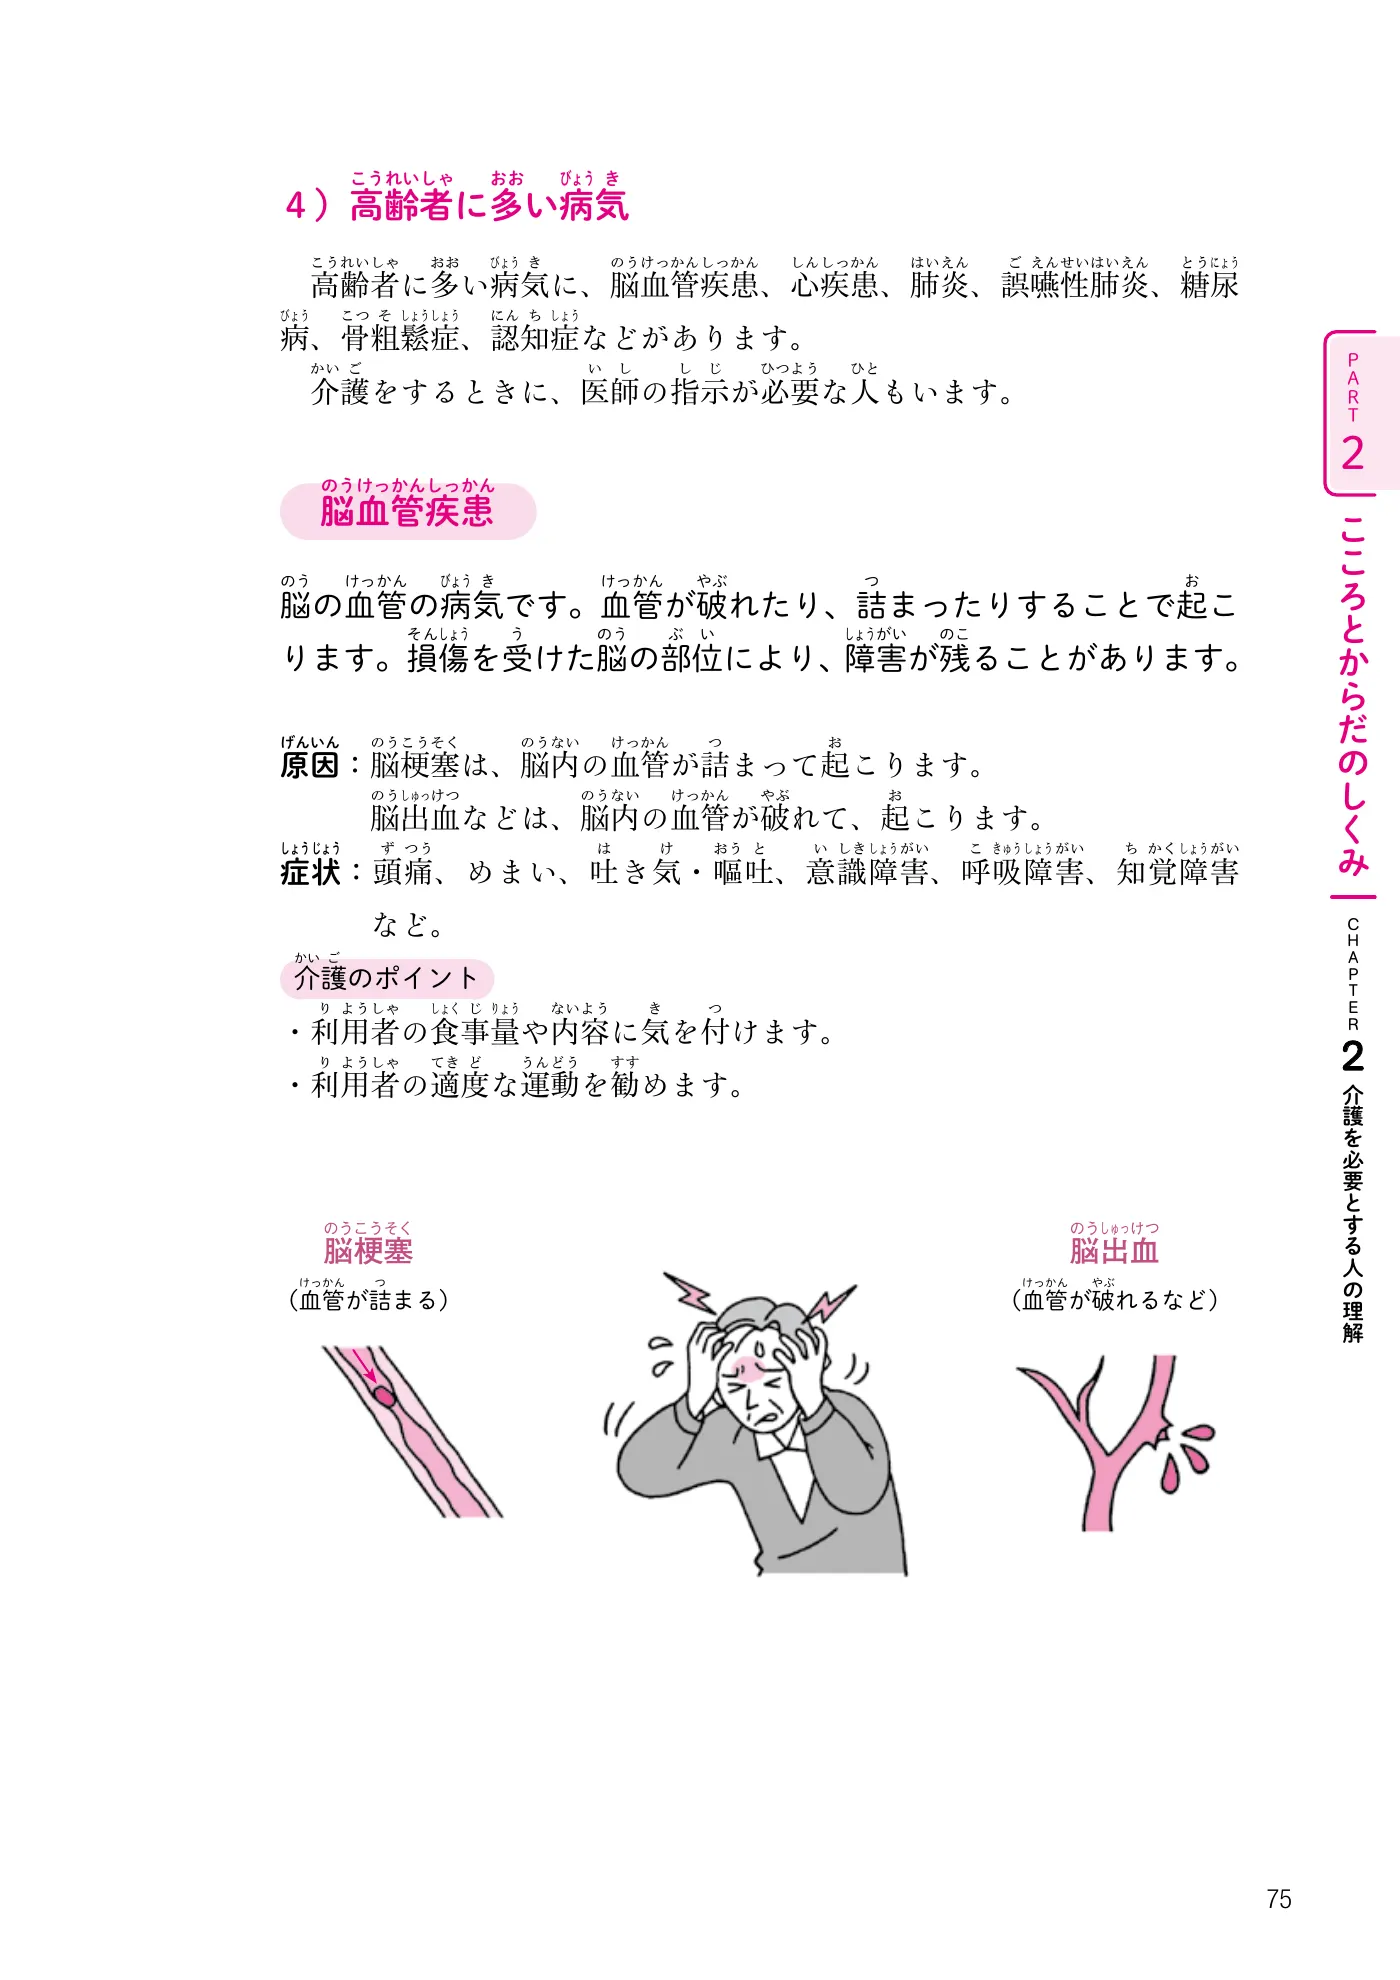 4）高齢者に多い病気
高齢者に多い病気に、脳血管疾患、心疾患、肺炎、誤嚥性肺炎、糖尿
病、骨粗鬆症、認知症などがあります。
介護をするときに、医師の指示が必要な人もいます。
脳血管疾患
脳の血管の病気です。血管が破れたり、詰まったりすることで起こ
ります。損傷を受けた脳の部位により、障害が残ることがあります。
原因：脳梗塞は、脳内の血管が詰まって起こります。
脳出血などは、脳内の血管が破れて、起こります。
症状：頭痛、めまい、吐き気・嘔吐、意識障害、呼吸障害、知覚障害
など。
介護のポイント
・利用者の食事量や内容に気を付けます。
・利用者の適度な運動を勧めます。
脳梗塞
（血管が詰まる）
脳出血
（血管が破れるなど）
PART 2 こころとからだのしくみ
CHAPTER 2 介護を必要とする人の理解
75